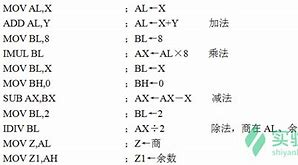 MOV AL,X ; AL←X
ADD AL,Y ; AL←X+Y 加法
MOV BL,8 ; BL←8
IMUL BL ; AX←AL×8 乘法
MOV BL,X ; BL←X
MOV BH,0 ; BH←0
SUB AX,BX ; AX←AX－X 减法
MOV BL,2 ; BL←2
IDIV BL ; AX÷2 除法，商在 AL、余
MOV Z,AL ; Z←商
MOV Z1,AH ; Z1←余数
实验
shiyanl